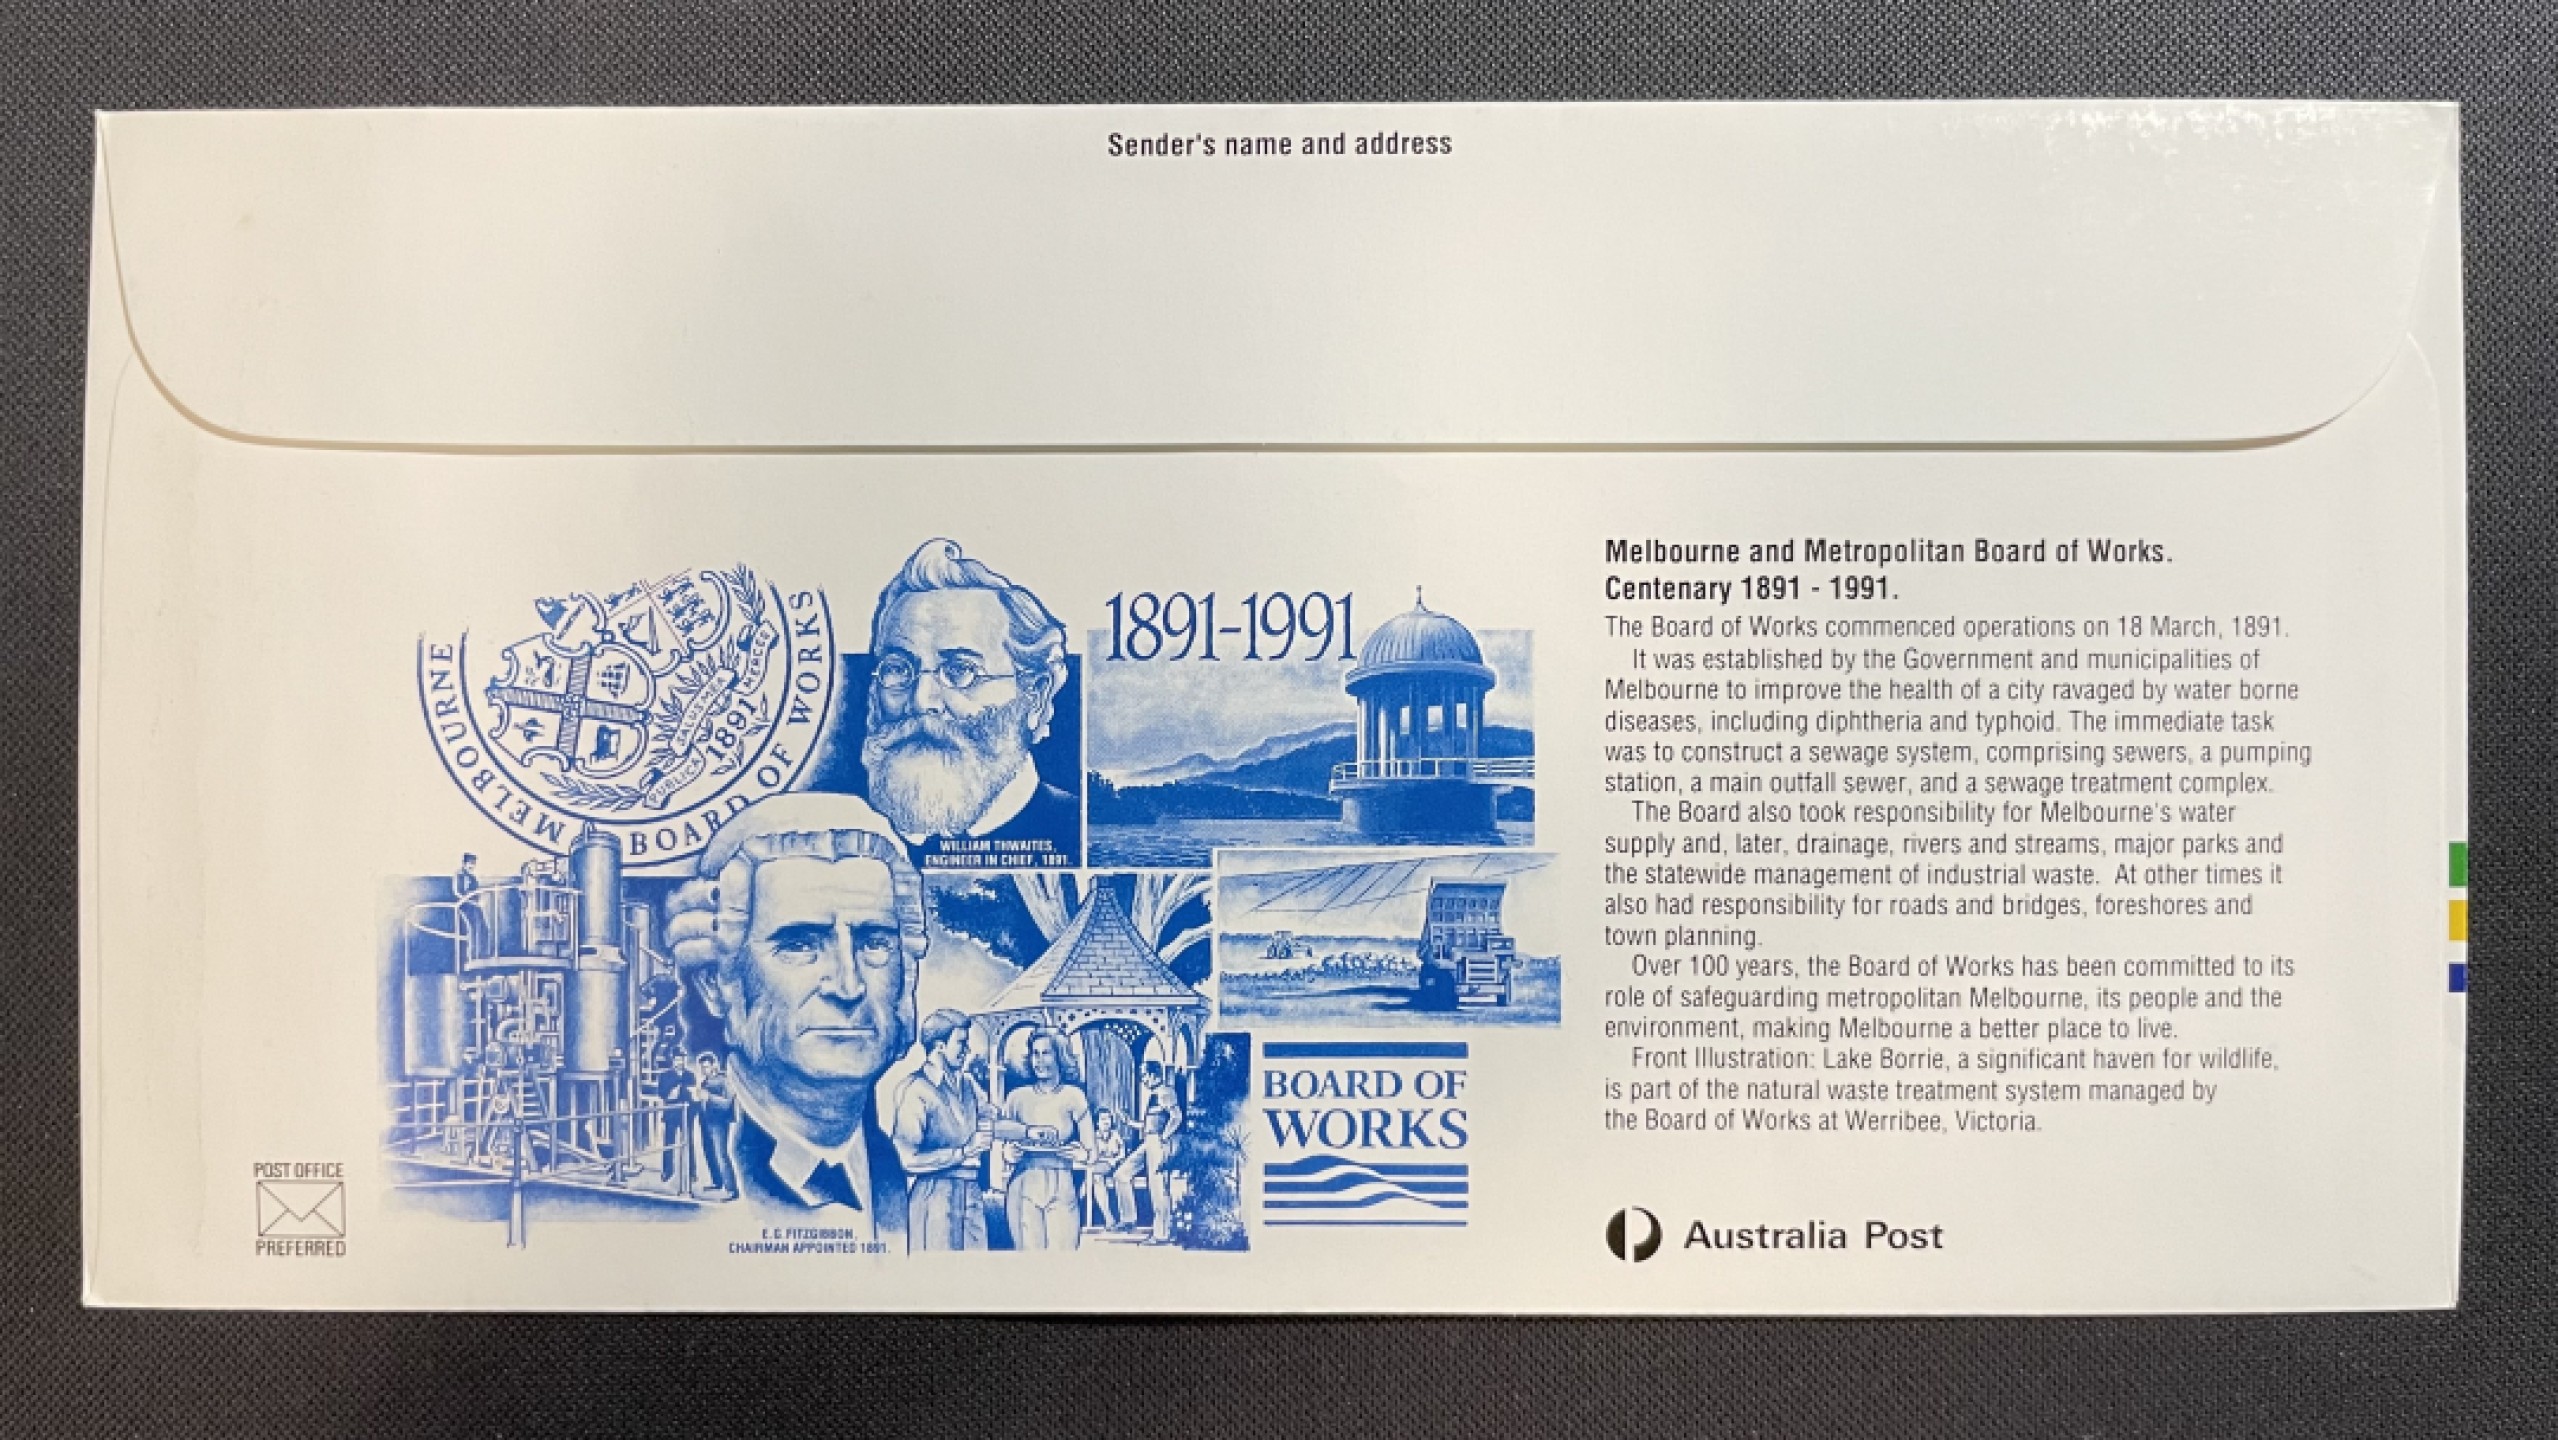 Sender's name and address
MELBOURNE
BOARD OF WORKS
PUBLICA
1891
WILLIAM THWAITES,
ENGINEER IN CHIEF, 1891.
1891-1991
E.G. FITZGIBBON,
CHAIRMAN APPOINTED 1891.
BOARD OF
WORKS
POST OFFICE
PREFERRED
Melbourne and Metropolitan Board of Works.
Centenary 1891 - 1991.
The Board of Works commenced operations on 18 March, 1891.
It was established by the Government and municipalities of
Melbourne to improve the health of a city ravaged by water borne
diseases, including diphtheria and typhoid. The immediate task
was to construct a sewage system, comprising sewers, a pumping
station, a main outfall sewer, and a sewage treatment complex.
The Board also took responsibility for Melbourne's water
supply and, later, drainage, rivers and streams, major parks and
the statewide management of industrial waste. At other times it
also had responsibility for roads and bridges, foreshores and
town planning.
Over 100 years, the Board of Works has been committed to its
role of safeguarding metropolitan Melbourne, its people and the
environment, making Melbourne a better place to live.
Front Illustration: Lake Borrie, a significant haven for wildlife,
is part of the natural waste treatment system managed by
the Board of Works at Werribee, Victoria.
Australia Post